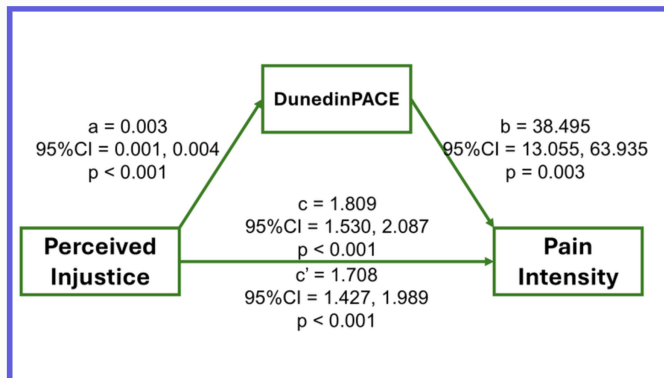 DunedinPACE
a = 0.003
95%CI = 0.001, 0.004
p < 0.001
b = 38.495
95%CI = 13.055, 63.935
p = 0.003
c = 1.809
95%CI = 1.530, 2.087
p < 0.001
Perceived
Injustice
c’ = 1.708
95%CI = 1.427, 1.989
p < 0.001
Pain
Intensity